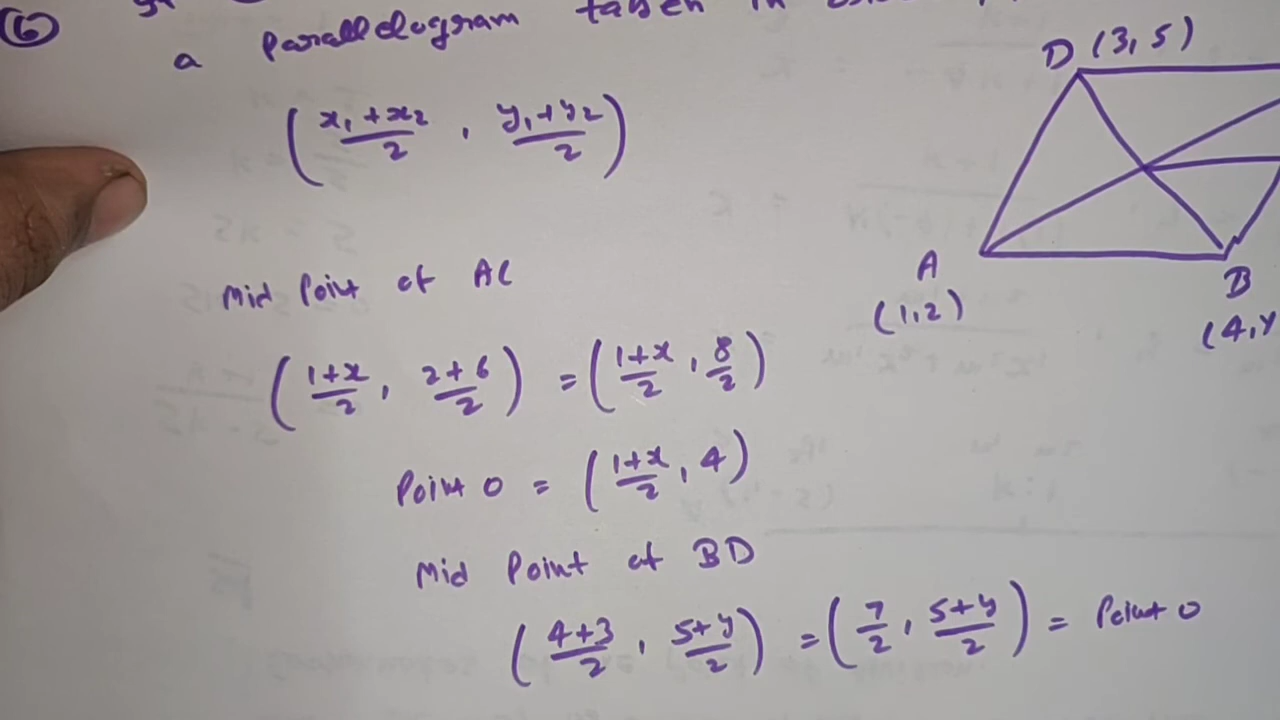 6
a parallelogram taken in
(x₁+x₂/2 , y₁+y₂/2)
D (3,5)
A
(1,2)
B
(4,y
Mid Point of AC
(1+x/2 , 2+6/2) = (1+x/2 , 8/2)
Point O = (1+x/2 , 4)
Mid Point of BD
(4+3/2 , 5+y/2) = (7/2 , 5+y/2) = Point O